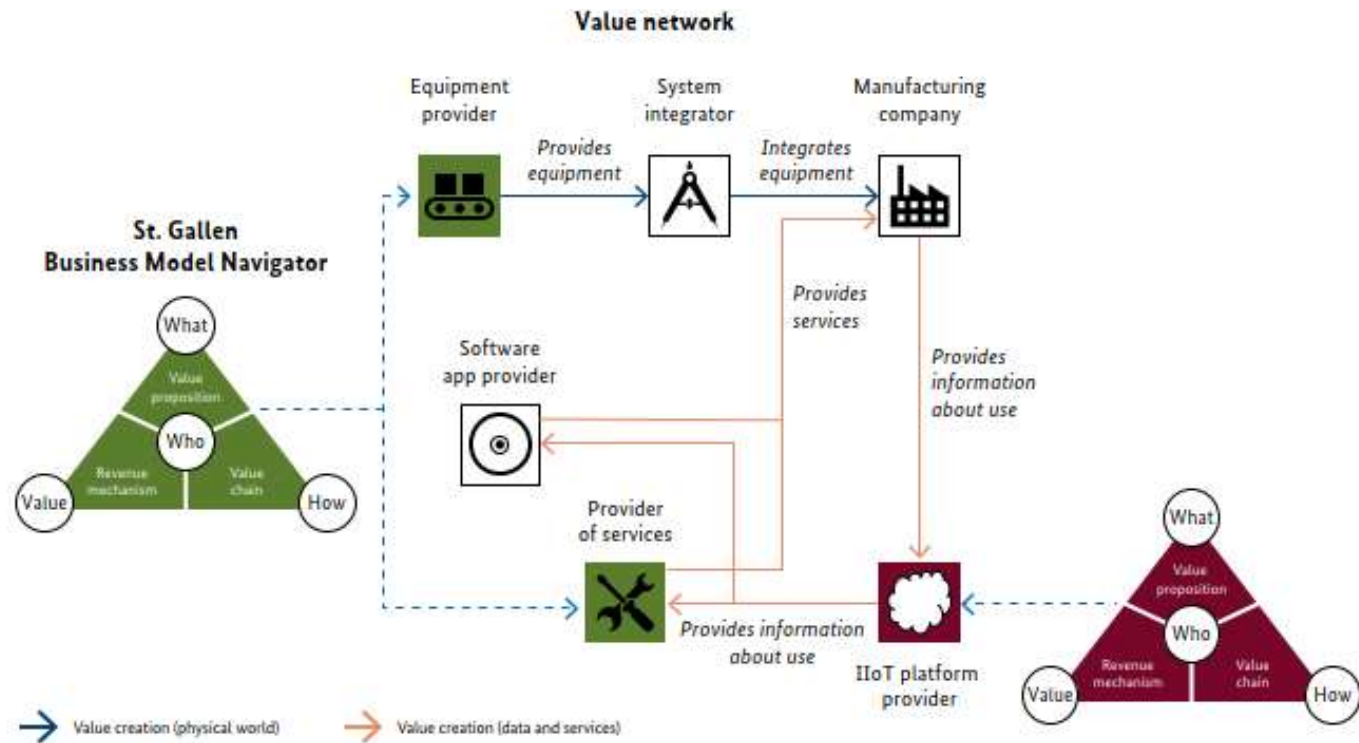 Value network
Equipment
provider
System
integrator
Manufacturing
company
Provides
equipment
Integrates
equipment
St. Gallen
Business Model Navigator
What
Value
proposition
Who
Revenue
mechanism
Value
chain
Value
How
Software
app provider
Provides
services
Provides
information
about use
Provider
of services
Provides information
about use
IIoT platform
provider
What
Value
proposition
Who
Revenue
mechanism
Value
chain
Value
How
Value creation (physical world)
Value creation (data and services)